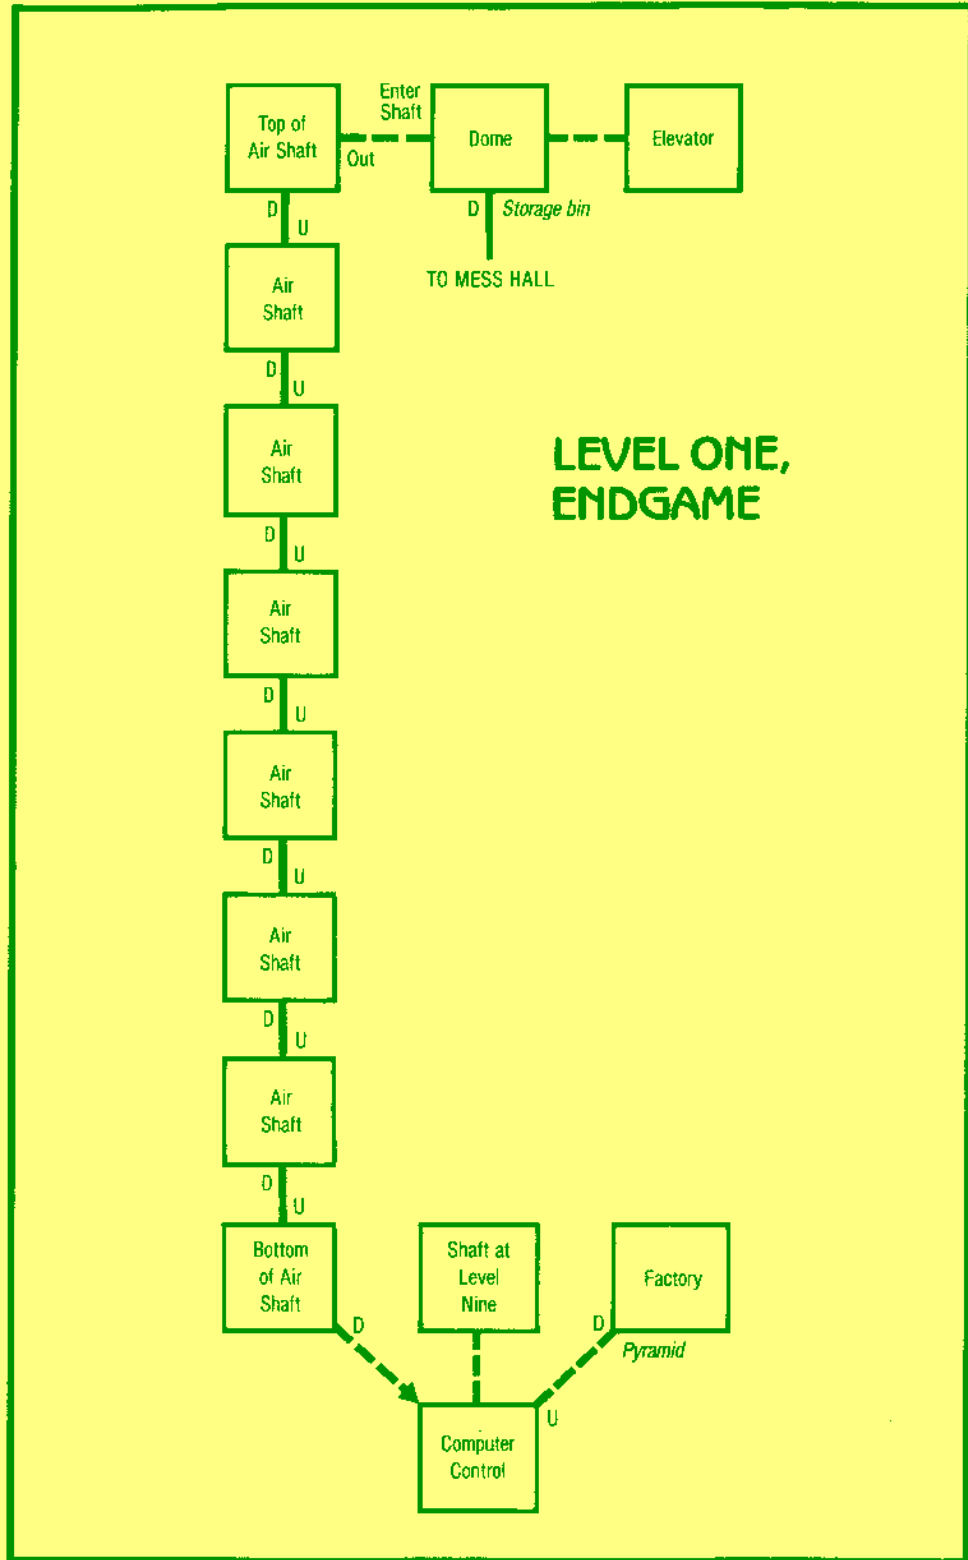 Enter
Shaft
Top of
Air Shaft
Out
Dome
Elevator
D
U
D
Storage bin
TO MESS HALL
Air
Shaft
D
U
Air
Shaft
LEVEL ONE,
ENDGAME
D
U
Air
Shaft
D
U
Air
Shaft
D
U
Air
Shaft
D
U
Air
Shaft
D
U
Bottom
of Air
Shaft
D
Shaft at
Level
Nine
Factory
D
Pyramid
U
Computer
Control